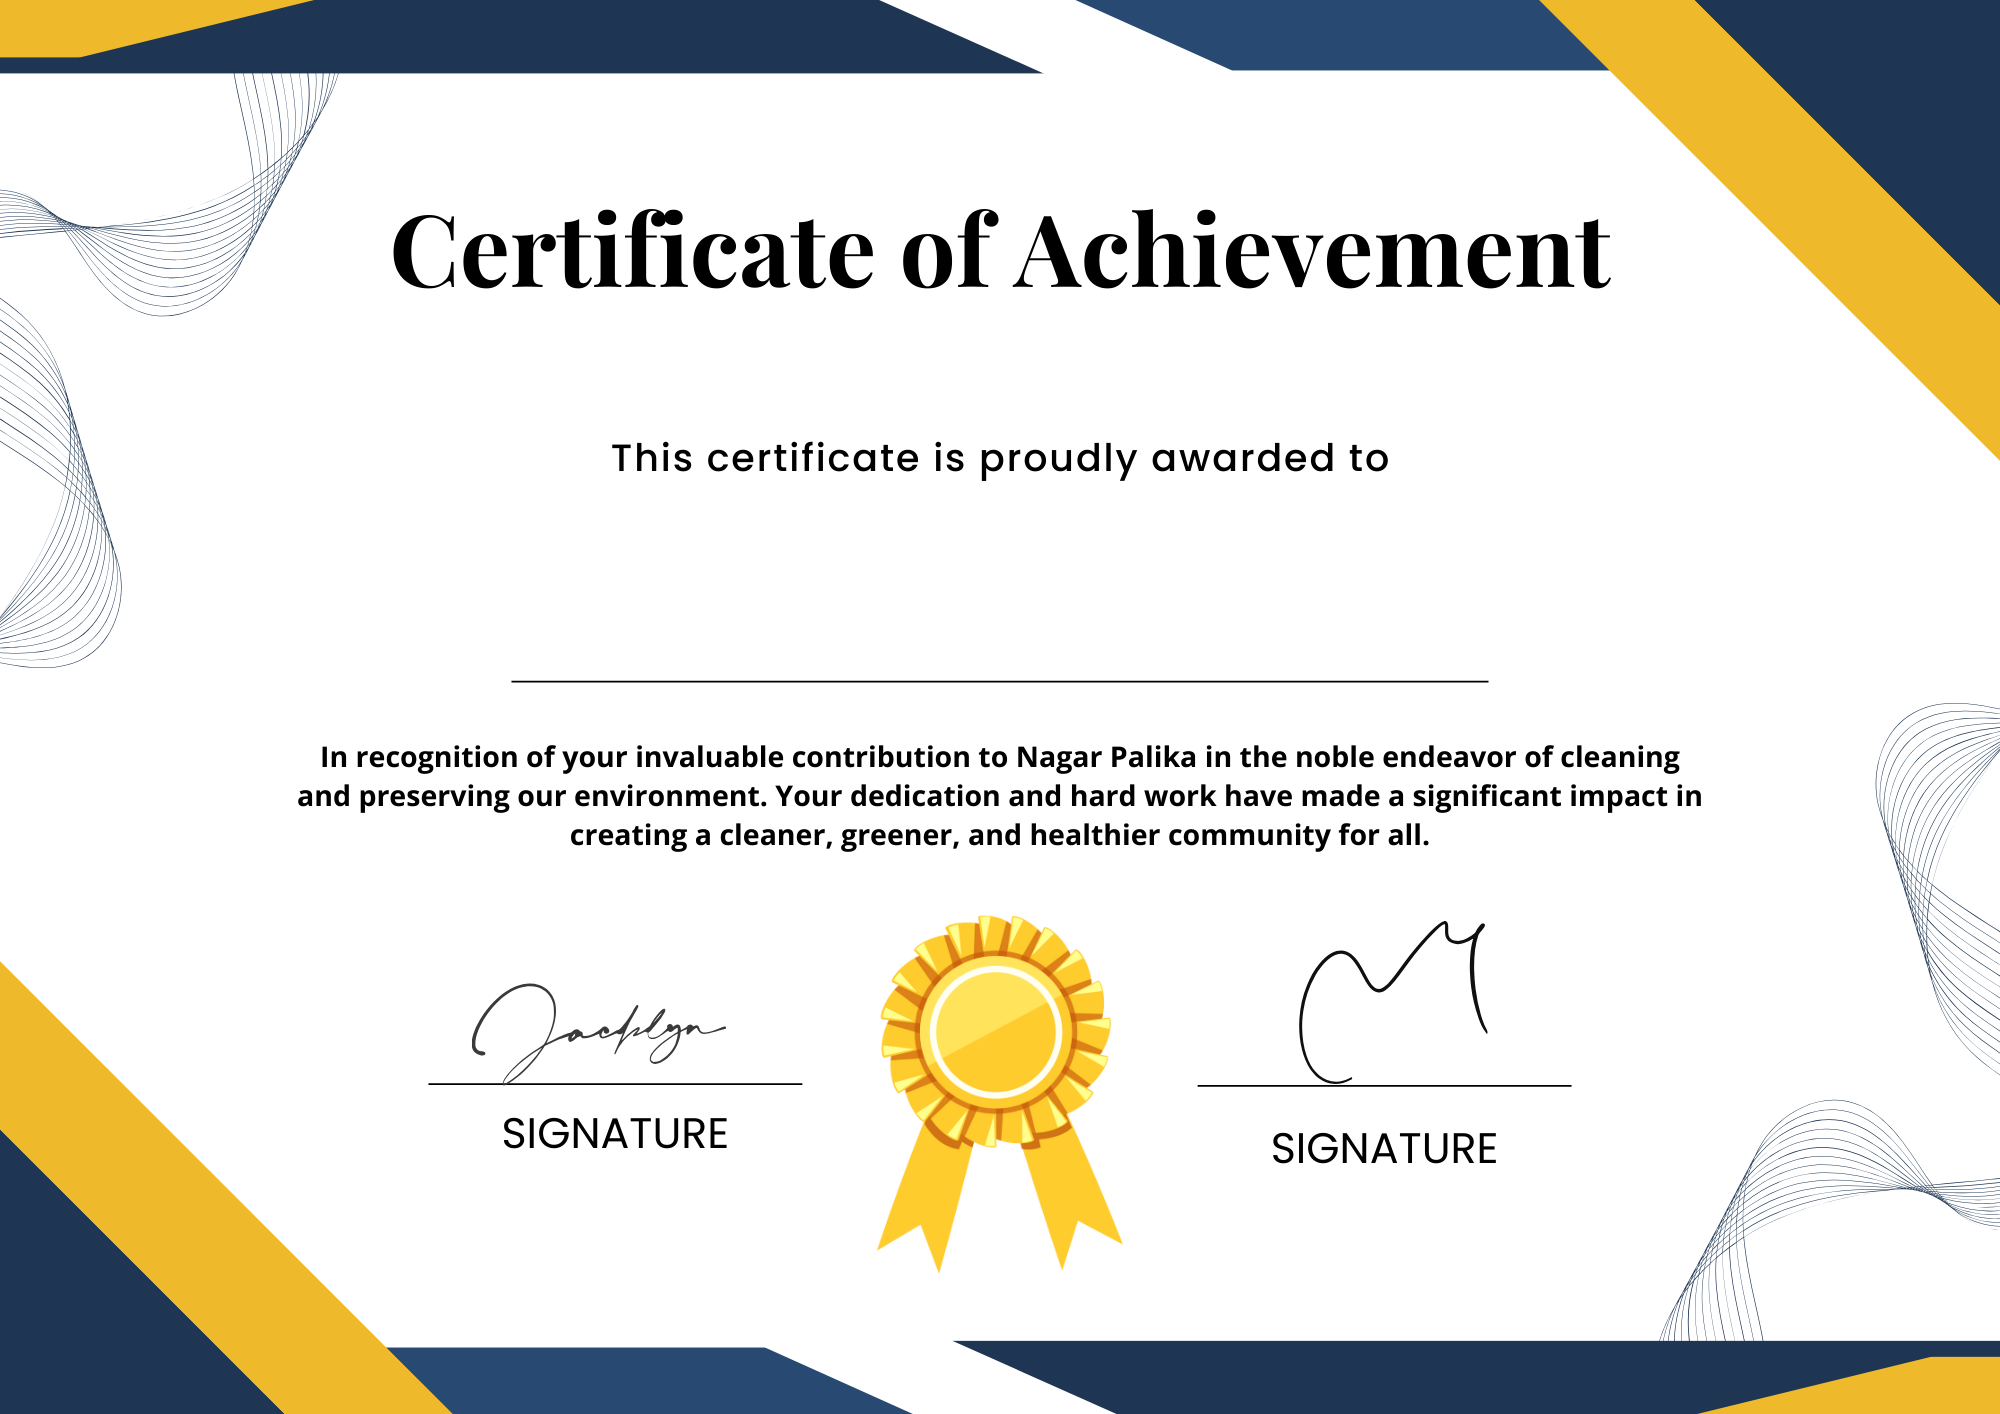 Certificate of Achievement
This certificate is proudly awarded to
In recognition of your invaluable contribution to Nagar Palika in the noble endeavor of cleaning
and preserving our environment. Your dedication and hard work have made a significant impact in
creating a cleaner, greener, and healthier community for all.
Jacklyn
SIGNATURE
SIGNATURE